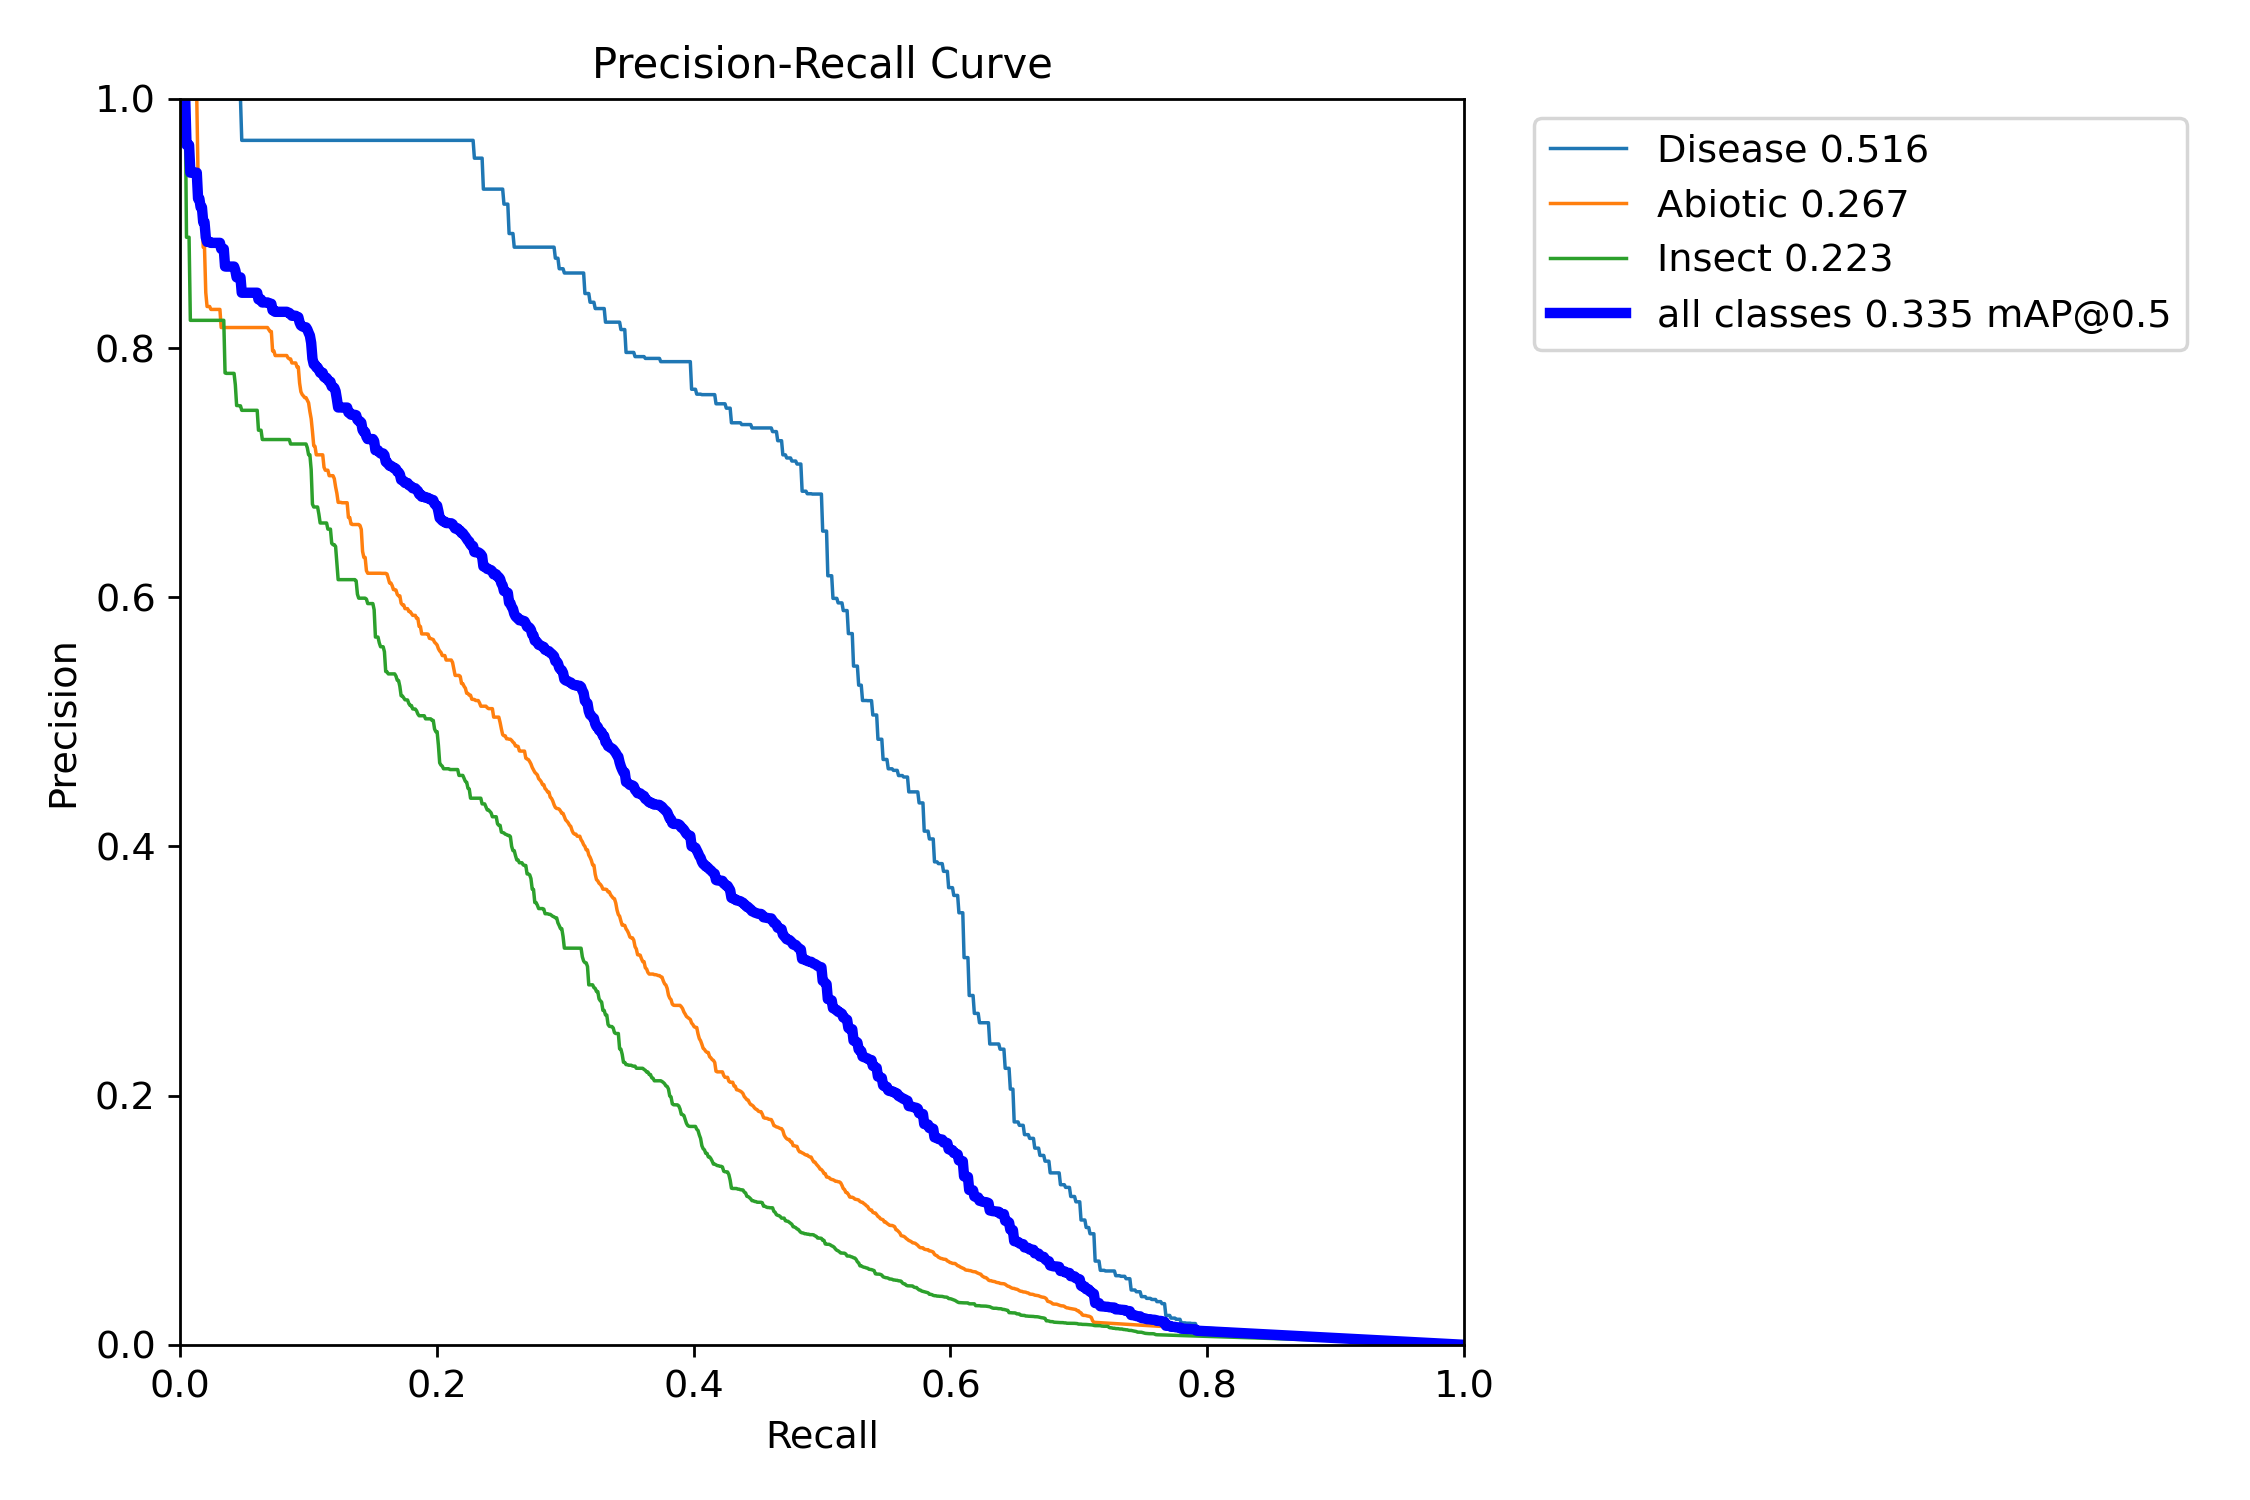 Precision-Recall Curve
Disease 0.516
Abiotic 0.267
Insect 0.223
all classes 0.335 mAP@0.5
Precision
1.0
0.8
0.6
0.4
0.2
0.0
0.0 0.2 0.4 0.6 0.8 1.0
Recall